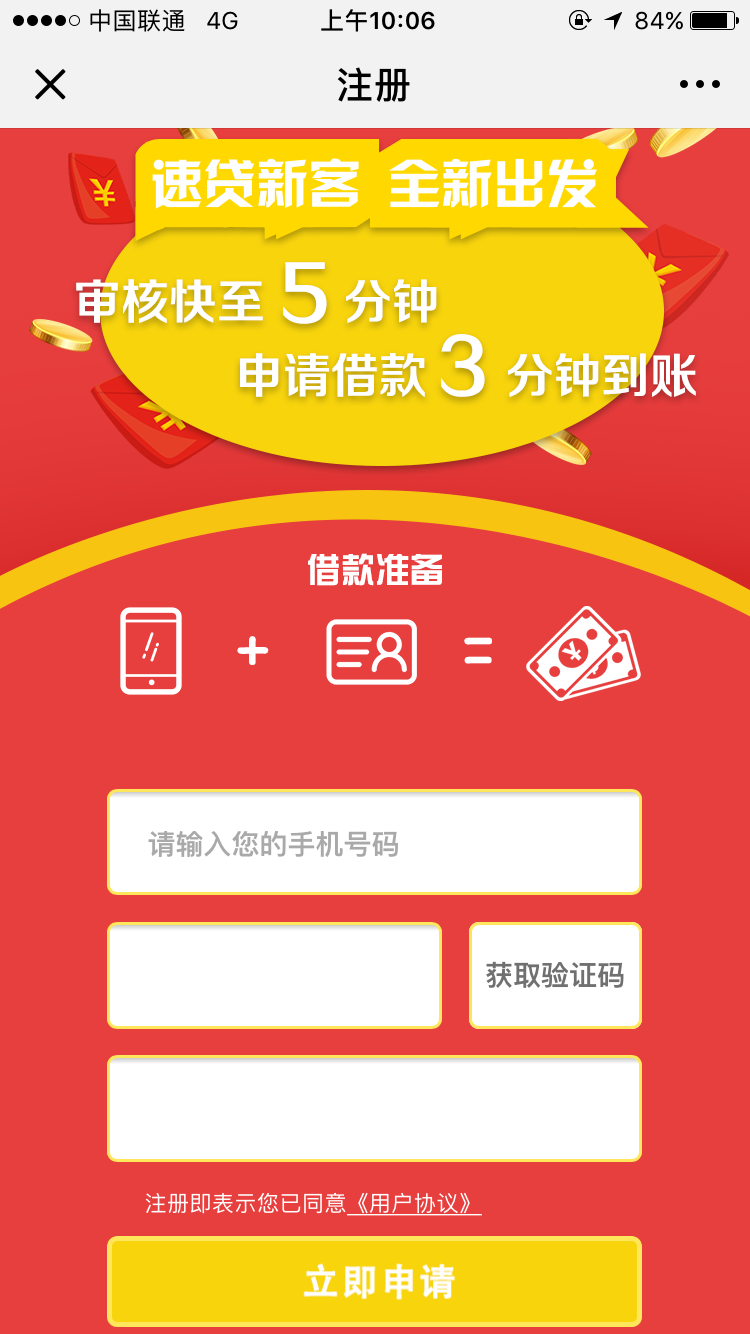 中国联通 4G 上午10:06 84%
注册
速贷新客 全新出发
审核快至5分钟
申请借款3分钟到账
借款准备
请输入您的手机号码
获取验证码
注册即表示您已同意《用户协议》
立即申请